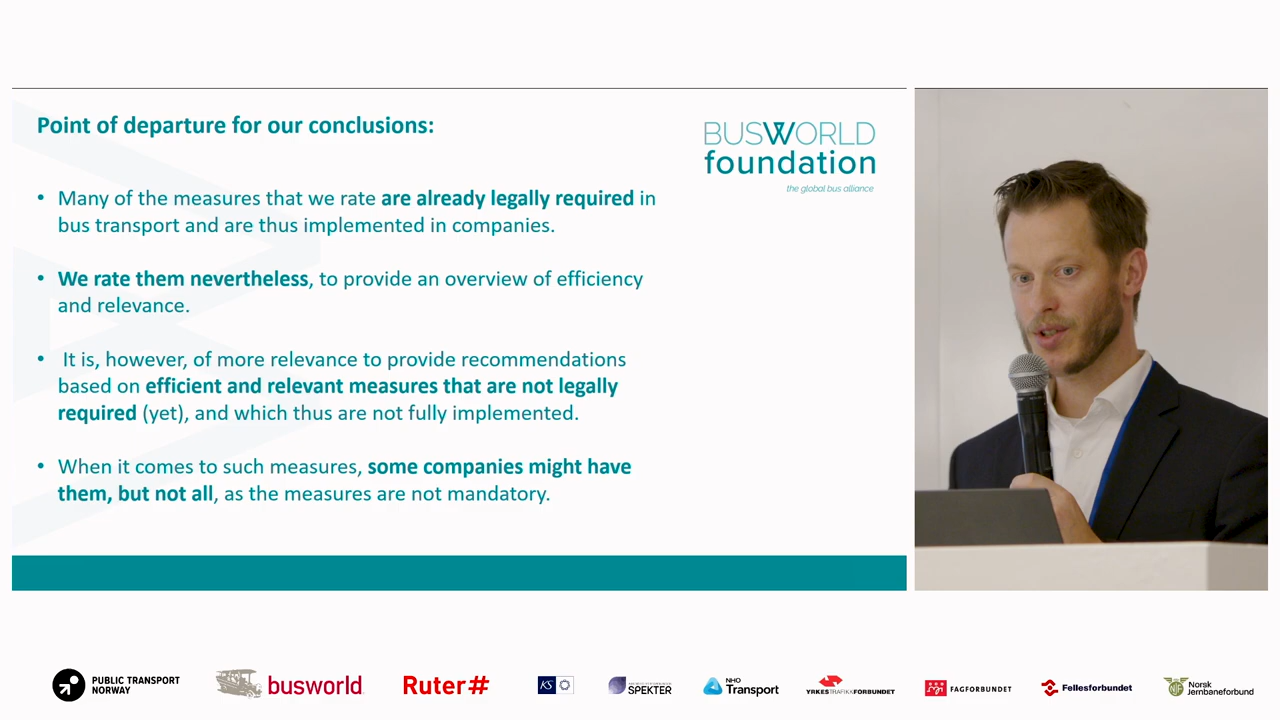 Point of departure for our conclusions:
BUSWORLD
foundation
the global bus alliance
• Many of the measures that we rate are already legally required in
bus transport and are thus implemented in companies.
• We rate them nevertheless, to provide an overview of efficiency
and relevance.
• It is, however, of more relevance to provide recommendations
based on efficient and relevant measures that are not legally
required (yet), and which thus are not fully implemented.
• When it comes to such measures, some companies might have
them, but not all, as the measures are not mandatory.
PUBLIC TRANSPORT
NORWAY
busworld
Ruter#
KS
SPEKTER
NHO
Transport
YRKESTRAFIKKFORBUNDET
FAGFORBUNDET
Fellesforbundet
Norsk
Jernbaneforbund